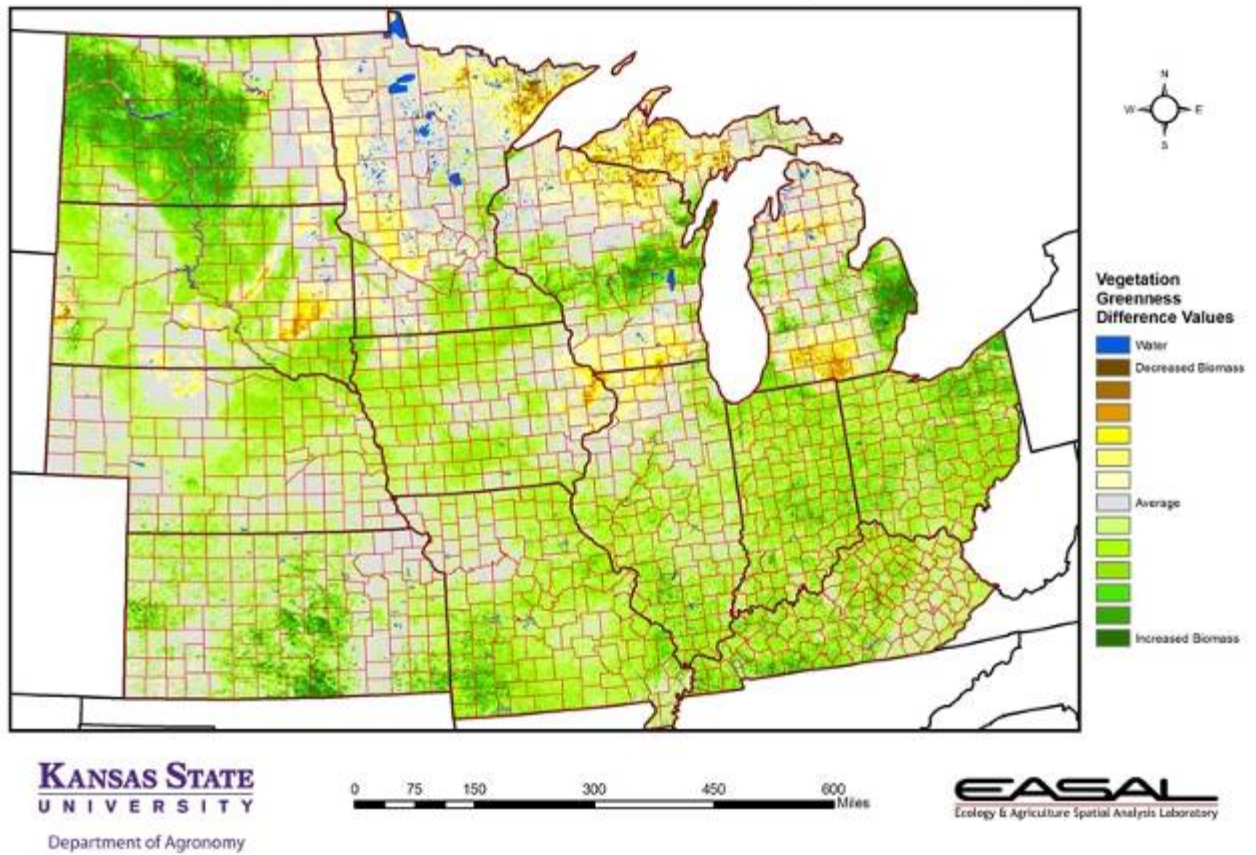 N
W
E
S
Vegetation
Greenness
Difference Values
Water
Decreased Biomass
Average
Increased Biomass
KANSAS STATE
UNIVERSITY
Department of Agronomy
0 75 150 300 450 600
Miles
EASAL
Ecology & Agriculture Spatial Analysis Laboratory